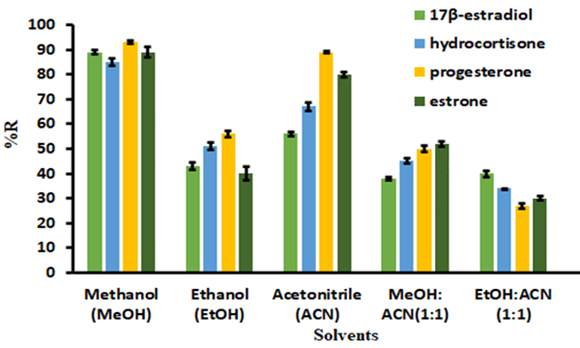 17β-estradiol
hydrocortisone
progesterone
estrone
100
90
80
70
60
50
40
30
20
10
0
%R
Methanol Ethanol Acetonitrile MeOH: EtOH:ACN
(MeOH) (EtOH) (ACN) ACN(1:1) (1:1)
Solvents